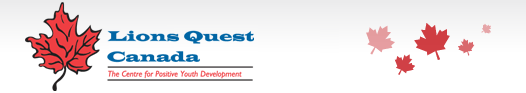 Lions Quest
Canada
The Centre for Positive Youth Development